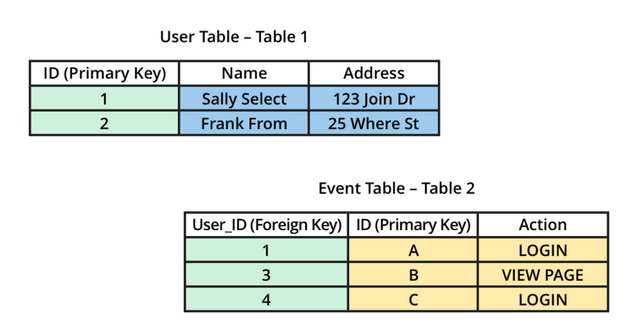 User Table – Table 1
ID (Primary Key) Name Address
1 Sally Select 123 Join Dr
2 Frank From 25 Where St
Event Table – Table 2
User_ID (Foreign Key) ID (Primary Key) Action
1 A LOGIN
3 B VIEW PAGE
4 C LOGIN